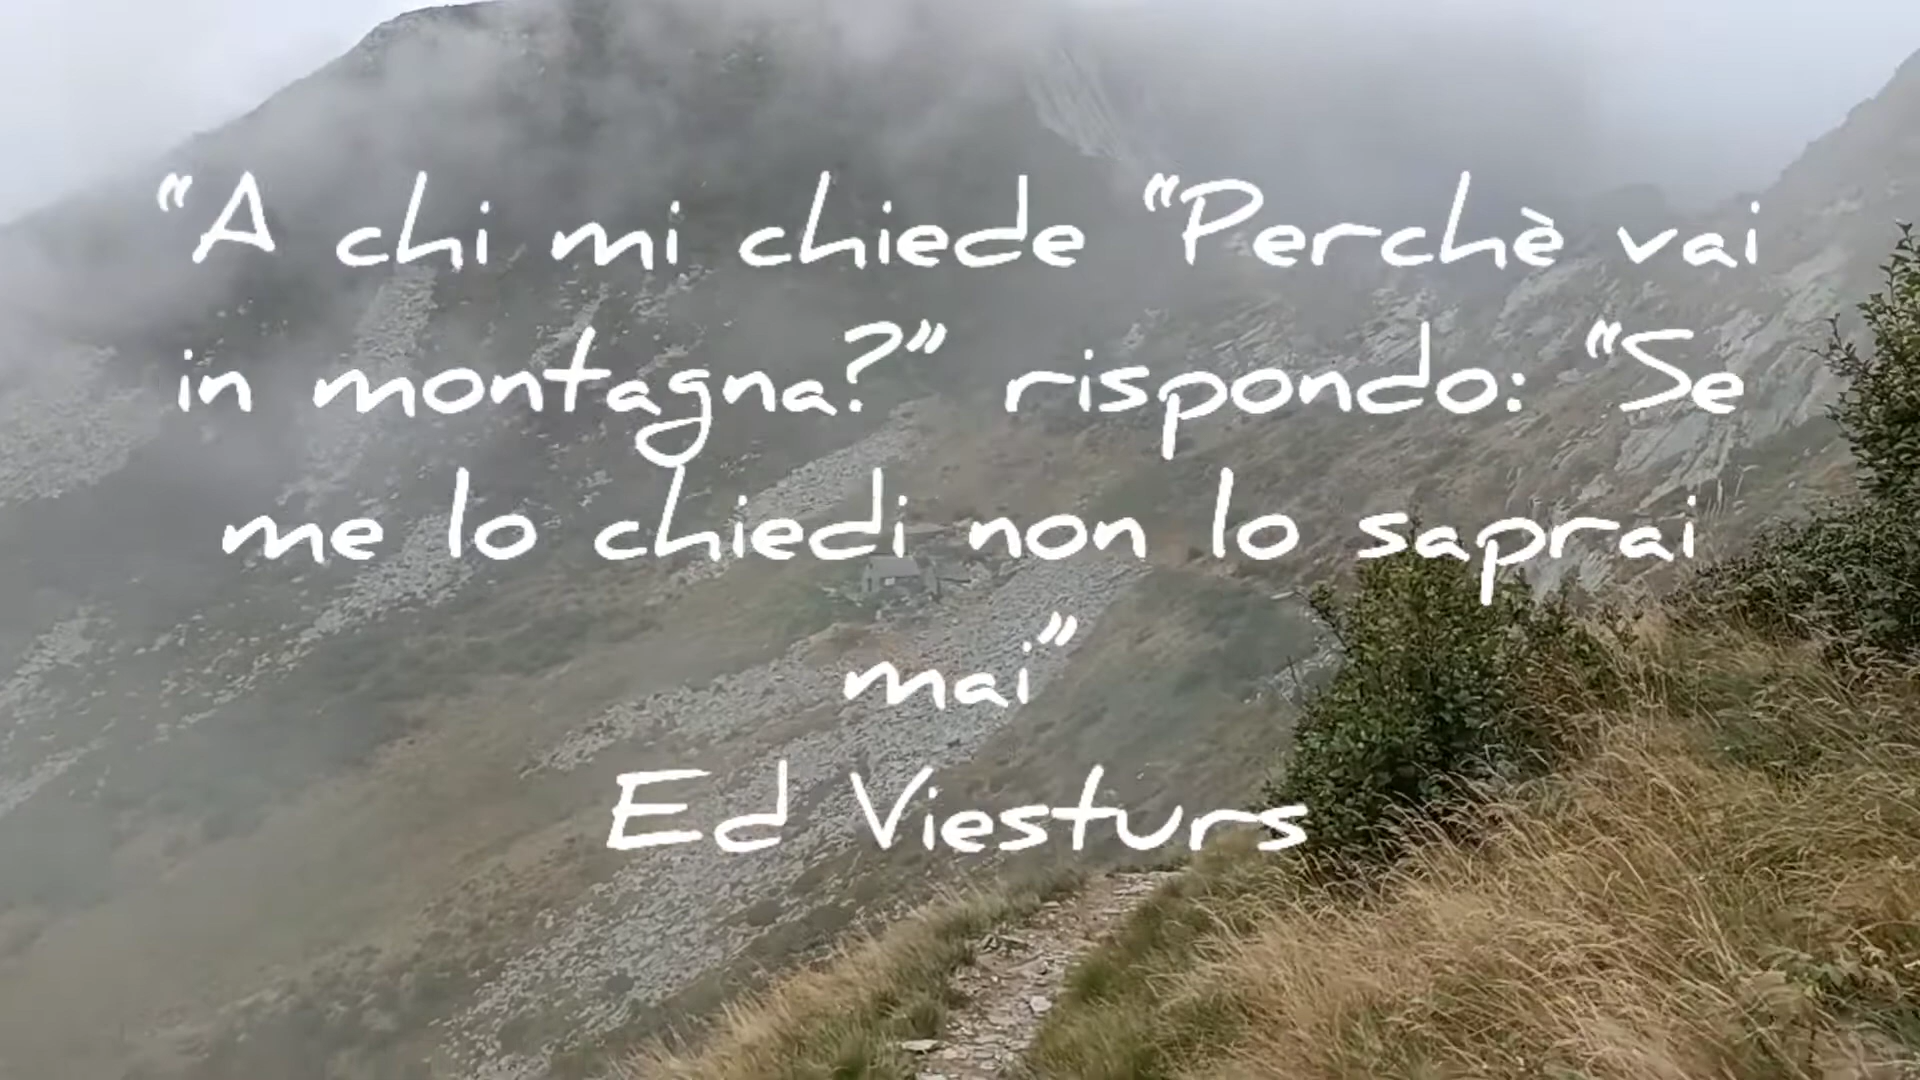 “A chi mi chiede “Perchè vai
in montagna?” rispondo: “Se
me lo chiedi non lo saprai
mai”
Ed Viesturs